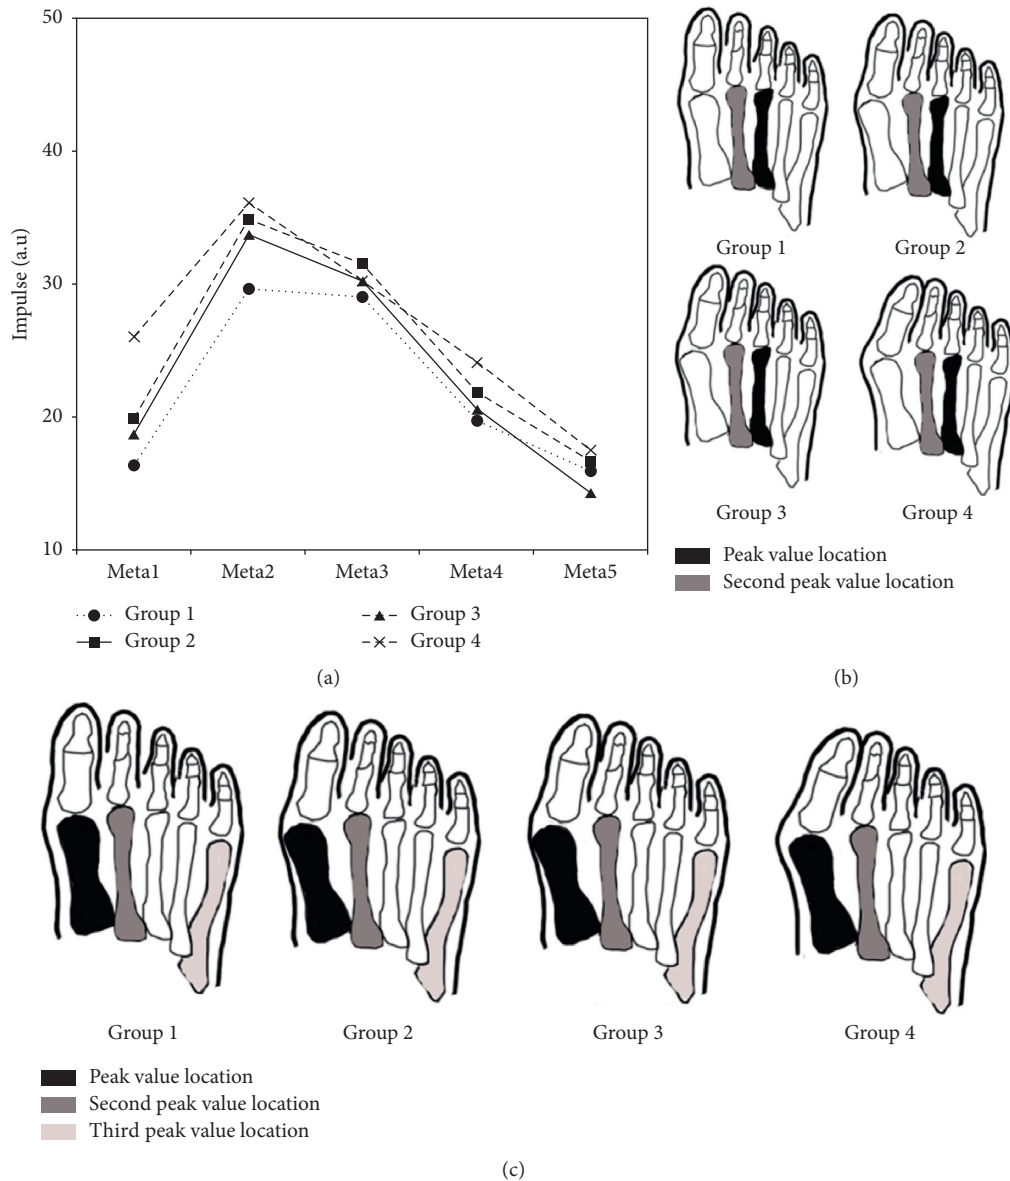 50
40
30
20
10
Impulse (a.u)
Meta1 Meta2 Meta3 Meta4 Meta5
Group 1 Group 3
Group 2 Group 4
(a)
Group 1 Group 2
Group 3 Group 4
Peak value location
Second peak value location
(b)
Group 1 Group 2 Group 3 Group 4
Peak value location
Second peak value location
Third peak value location
(c)